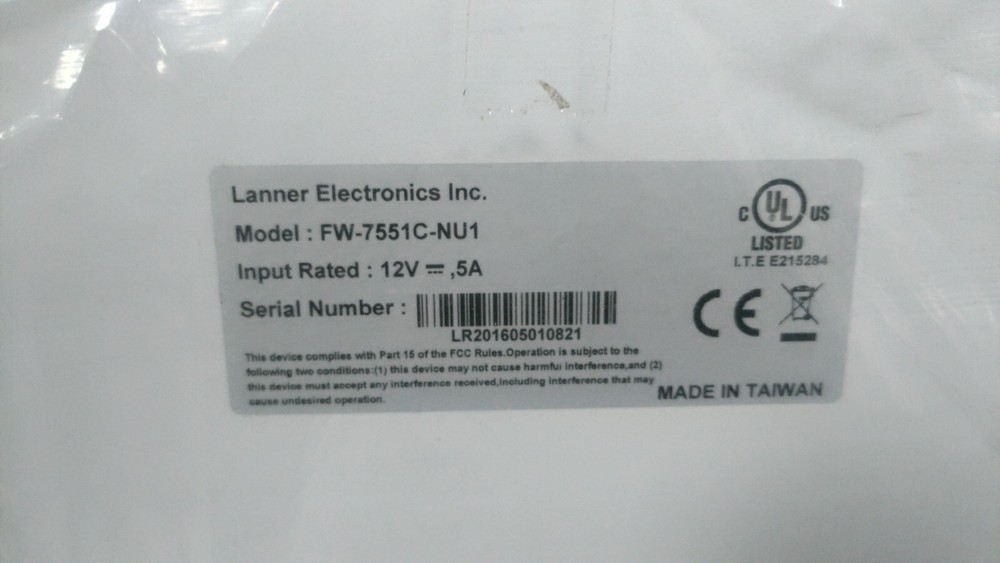 Lanner Electronics Inc.
Model : FW-7551C-NU1
Input Rated : 12V ⎓ ,5A
Serial Number :
LR201605010821
This device complies with Part 15 of the FCC Rules.Operation is subject to the
following two conditions:(1) this device may not cause harmful interference,and (2)
this device must accept any interference received,including interference that may
cause undesired operation.
C UL US
LISTED
I.T.E E215284
CE
MADE IN TAIWAN